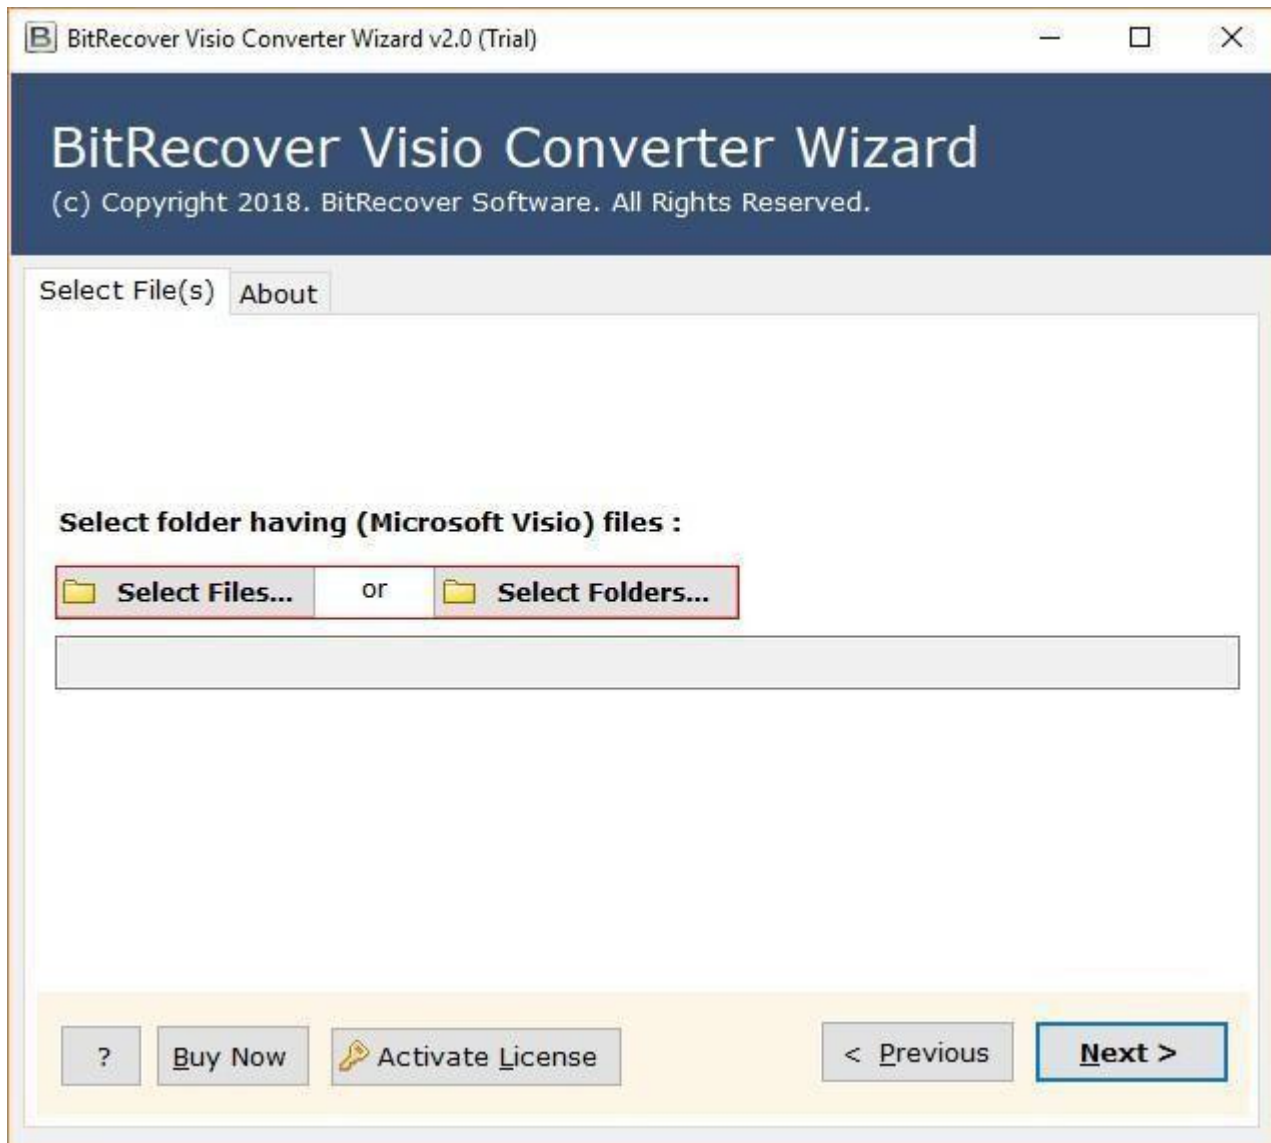 BitRecover Visio Converter Wizard v2.0 (Trial)
BitRecover Visio Converter Wizard
(c) Copyright 2018. BitRecover Software. All Rights Reserved.
Select File(s) About
Select folder having (Microsoft Visio) files :
Select Files... or Select Folders...
? Buy Now Activate License < Previous Next >